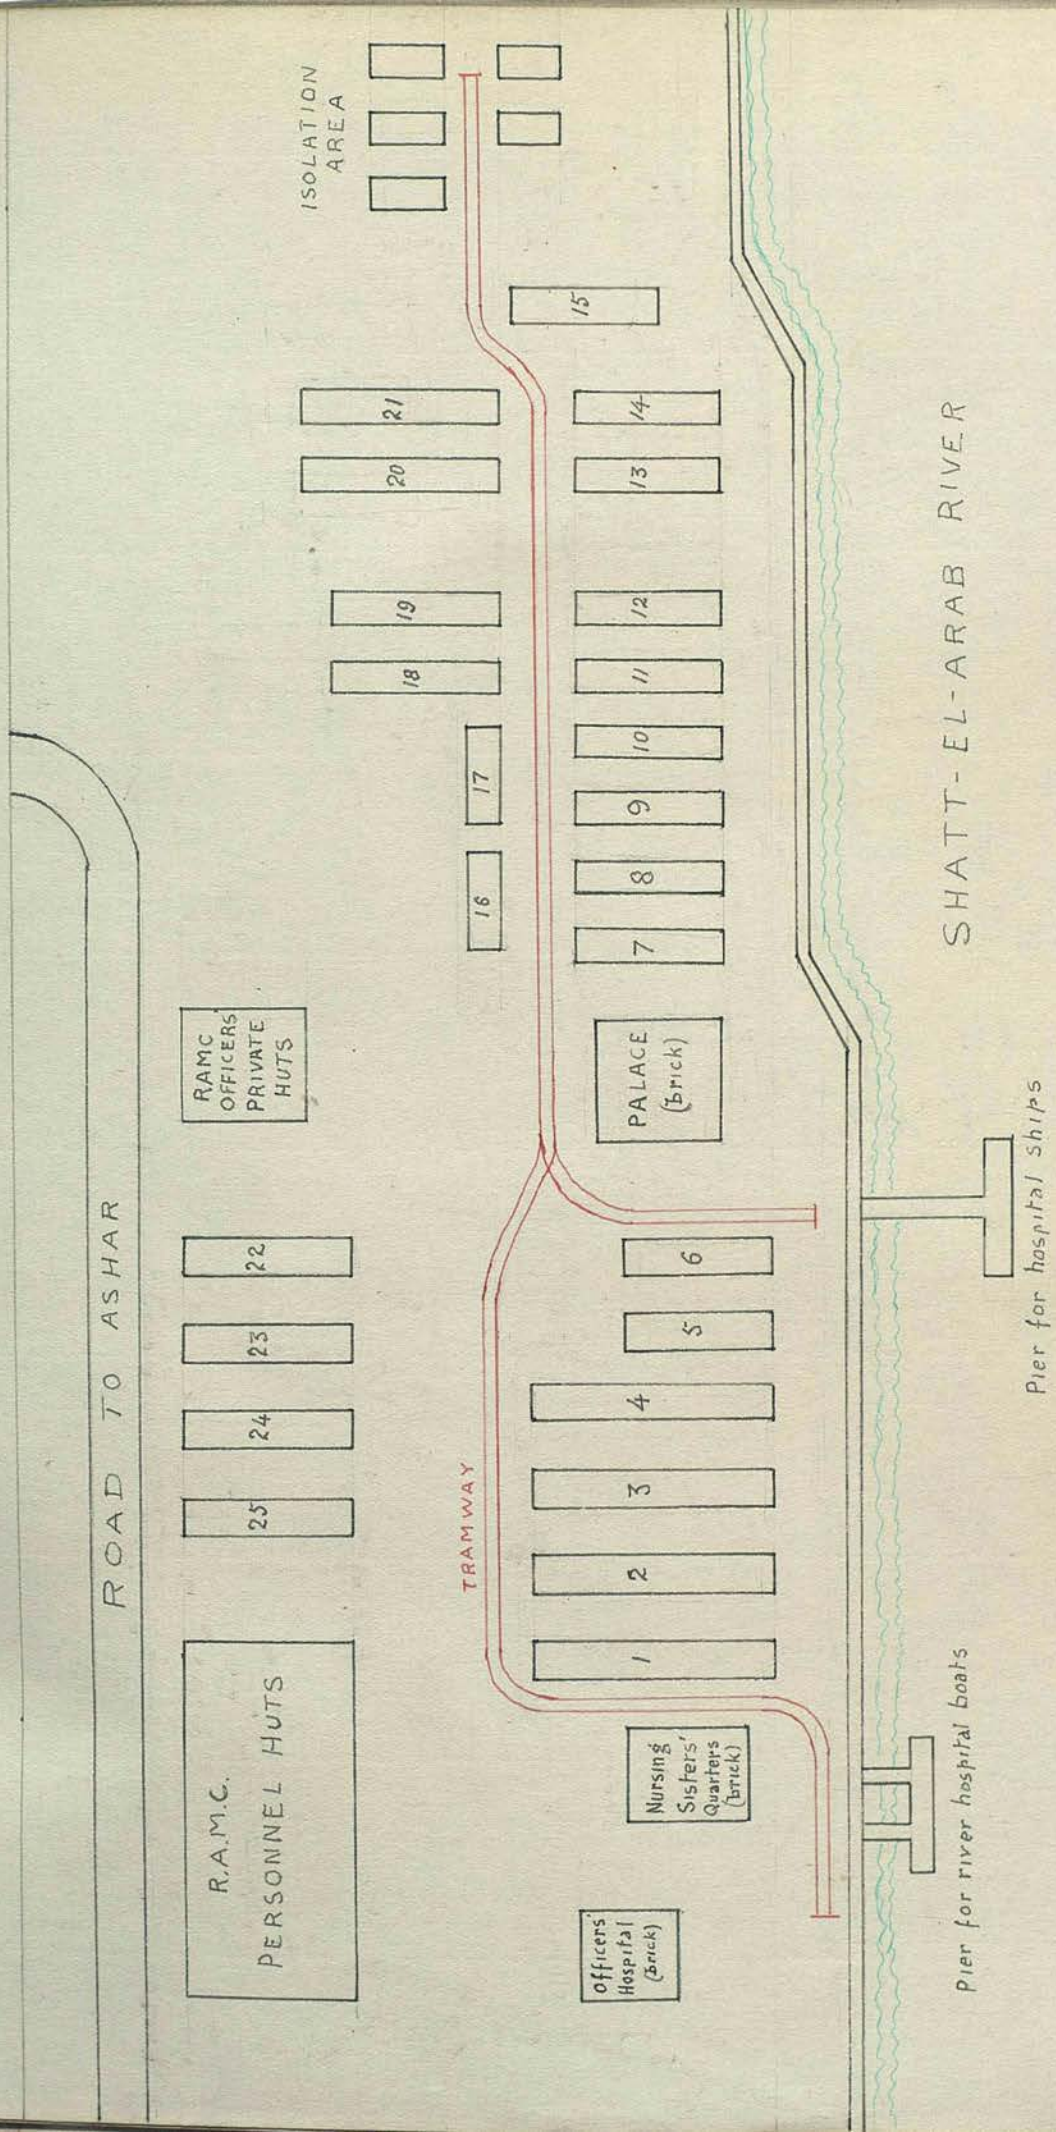 ROAD TO ASHAR
ISOLATION
AREA
R.A.M.C.
PERSONNEL HUTS
25
24
23
22
RAMC
OFFICERS'
PRIVATE
HUTS
16
17
18
19
20
21
TRAMWAY
Officers'
Hospital
(brick)
Nursing
Sisters'
Quarters
(brick)
1
2
3
4
5
6
PALACE
(brick)
7
8
9
10
11
12
13
14
15
SHATT-EL-ARAB RIVER
Pier for river hospital boats
Pier for hospital ships